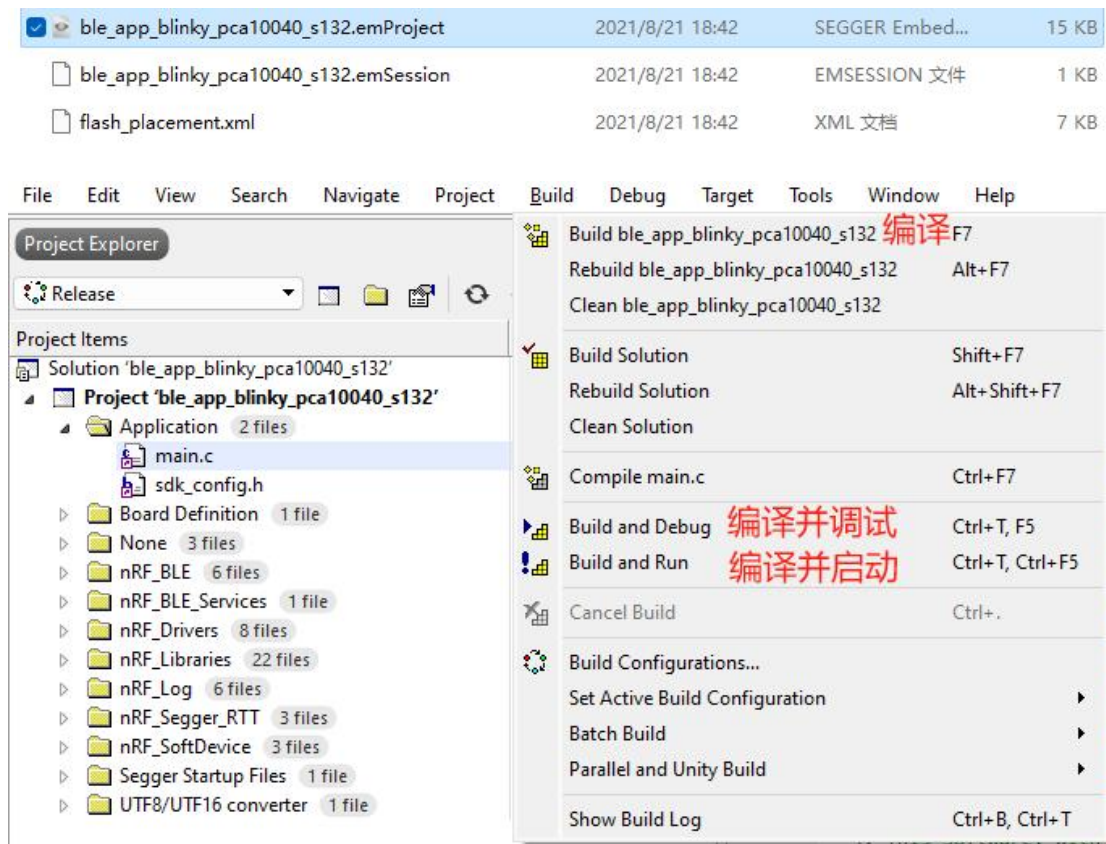 ble_app_blinky_pca10040_s132.emProject 2021/8/21 18:42 SEGGER Embed... 15 KB
ble_app_blinky_pca10040_s132.emSession 2021/8/21 18:42 EMSESSION 文件 1 KB
flash_placement.xml 2021/8/21 18:42 XML 文档 7 KB
File Edit View Search Navigate Project Build Debug Target Tools Window Help
Project Explorer
Release
Project Items
Solution 'ble_app_blinky_pca10040_s132'
Project 'ble_app_blinky_pca10040_s132'
Application 2 files
main.c
sdk_config.h
Board Definition 1 file
None 3 files
nRF_BLE 6 files
nRF_BLE_Services 1 file
nRF_Drivers 8 files
nRF_Libraries 22 files
nRF_Log 6 files
nRF_Segger_RTT 3 files
nRF_SoftDevice 3 files
Segger Startup Files 1 file
UTF8/UTF16 converter 1 file
Build ble_app_blinky_pca10040_s132 编译 F7
Rebuild ble_app_blinky_pca10040_s132 Alt+F7
Clean ble_app_blinky_pca10040_s132
Build Solution Shift+F7
Rebuild Solution Alt+Shift+F7
Clean Solution
Compile main.c Ctrl+F7
Build and Debug 编译并调试 Ctrl+T, F5
Build and Run 编译并启动 Ctrl+T, Ctrl+F5
Cancel Build Ctrl+.
Build Configurations...
Set Active Build Configuration
Batch Build
Parallel and Unity Build
Show Build Log Ctrl+B, Ctrl+T